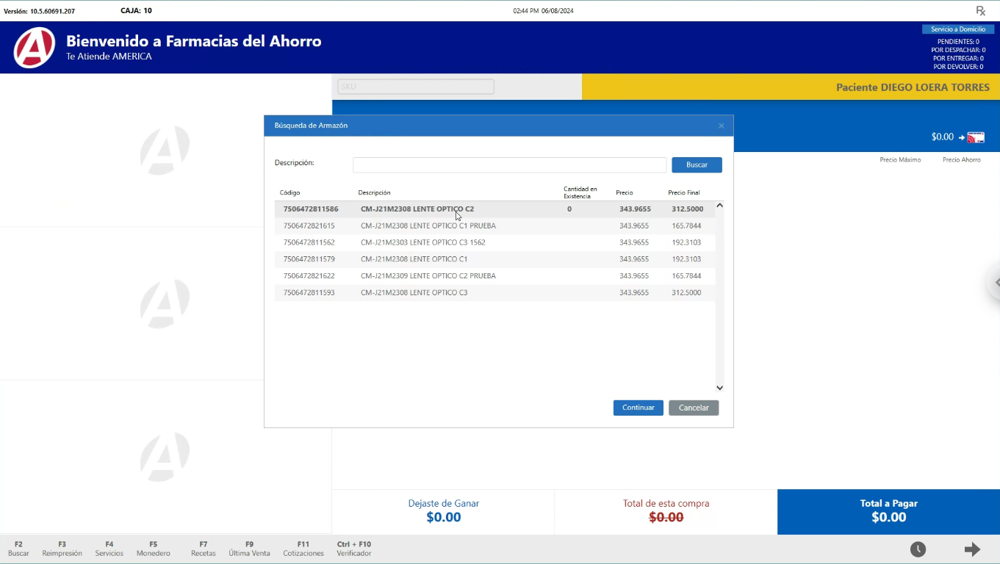 Versión: 10.5.60691.207 CAJA: 10 02:44 PM 06/08/2024
Bienvenido a Farmacias del Ahorro
Te Atiende AMERICA
Servicio a Domicilio
PENDIENTES: 0
POR DESPACHAR: 0
POR ENTREGAR: 0
POR DEVOLVER: 0
SKU
Paciente DIEGO LOERA TORRES
$0.00
Precio Máximo Precio Ahorro
Búsqueda de Armazón
Descripción: Buscar
Código Descripción Cantidad en Existencia Precio Precio Final
7506472811586 CM-J21M2308 LENTE OPTICO C2 0 343.9655 312.5000
7506472821615 CM-J21M2308 LENTE OPTICO C1 PRUEBA 343.9655 165.7844
7506472811562 CM-J21M2303 LENTE OPTICO C3 1562 343.9655 192.3103
7506472811579 CM-J21M2308 LENTE OPTICO C1 343.9655 192.3103
7506472821622 CM-J21M2309 LENTE OPTICO C2 PRUEBA 343.9655 165.7844
7506472811593 CM-J21M2308 LENTE OPTICO C3 343.9655 312.5000
Continuar Cancelar
Dejaste de Ganar Total de esta compra Total a Pagar
$0.00 $0.00 $0.00
F2 F3 F4 F5 F7 F9 F11 Ctrl + F10
Buscar Reimpresión Servicios Monedero Recetas Última Venta Cotizaciones Verificador